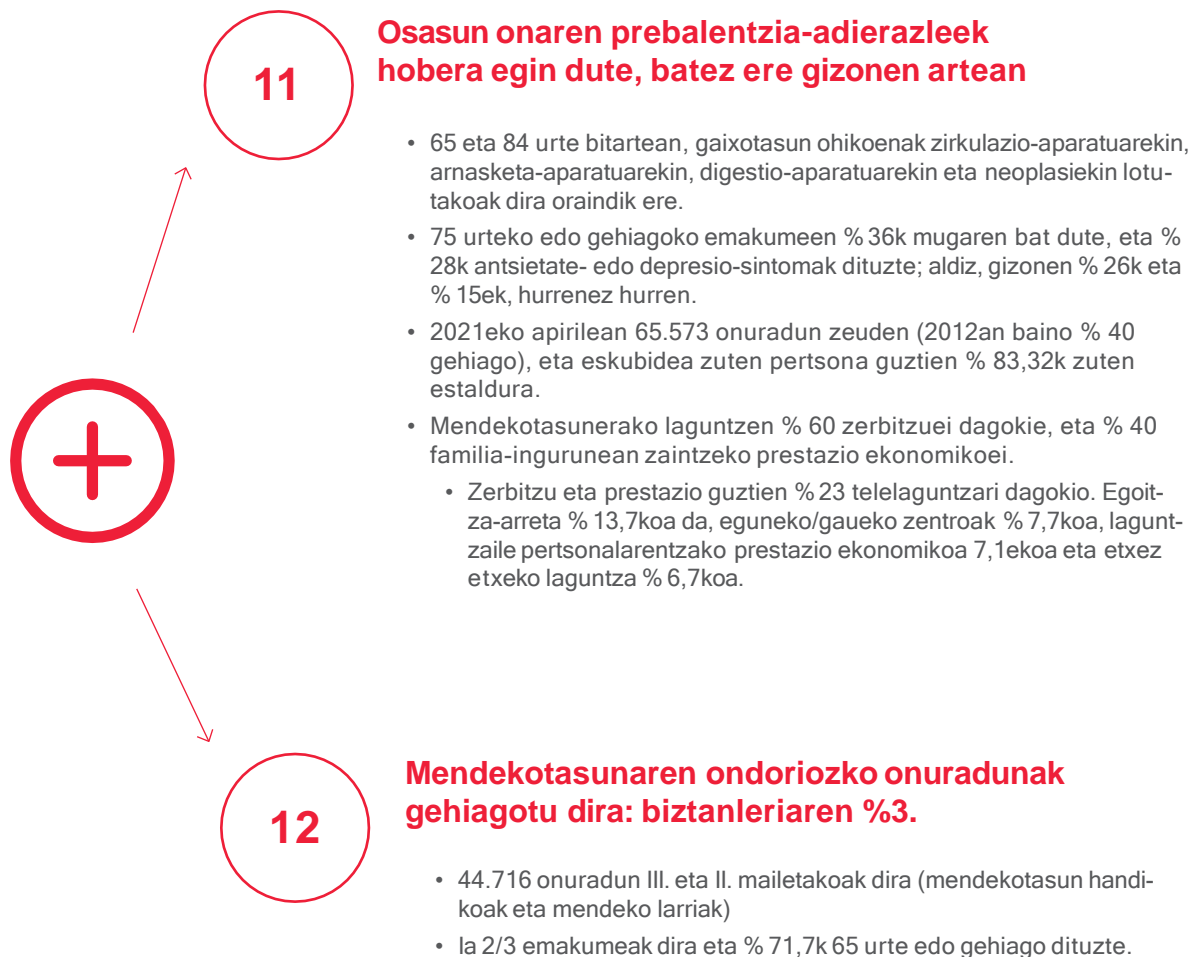 11
Osasun onaren prebalentzia-adierazleek
hobera egin dute, batez ere gizonen artean
• 65 eta 84 urte bitartean, gaixotasun ohikoenak zirkulazio-aparatuarekin,
arnasketa-aparatuarekin, digestio-aparatuarekin eta neoplasiekin lotu-
takoak dira oraindik ere.
• 75 urteko edo gehiagoko emakumeen % 36k mugaren bat dute, eta %
28k antsietate- edo depresio-sintomak dituzte; aldiz, gizonen % 26k eta
% 15ek, hurrenez hurren.
• 2021eko apirilean 65.573 onuradun zeuden (2012an baino % 40
gehiago), eta eskubidea zuten pertsona guztien % 83,32k zuten
estaldura.
• Mendekotasunerako laguntzen % 60 zerbitzuei dagokie, eta % 40
familia-ingurunean zaintzeko prestazio ekonomikoei.
• Zerbitzu eta prestazio guztien % 23 telelaguntzari dagokio. Egoit-
za-arreta % 13,7koa da, eguneko/gaueko zentroak % 7,7koa, lagunt-
zaile pertsonalarentzako prestazio ekonomikoa 7,1ekoa eta etxez
etxeko laguntza % 6,7koa.
12
Mendekotasunaren ondoriozko onuradunak
gehiagotu dira: biztanleriaren %3.
• 44.716 onuradun III. eta II. mailetakoak dira (mendekotasun handi-
koak eta mendeko larriak)
• Ia 2/3 emakumeak dira eta % 71,7k 65 urte edo gehiago dituzte.